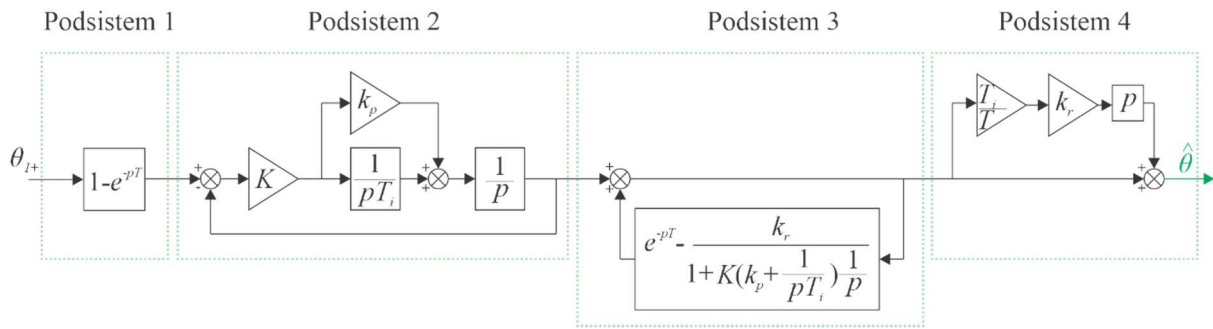 Podsistem 1
Podsistem 2
Podsistem 3
Podsistem 4
θ1+
1-e^-pT
+
-
K
k_p
1
pT_i
+
+
1
p
+
+
e^-pT - k_r
1+K(k_p+ 1/pT_i) 1/p
T_i
T
k_r
p
+
+
θ̂